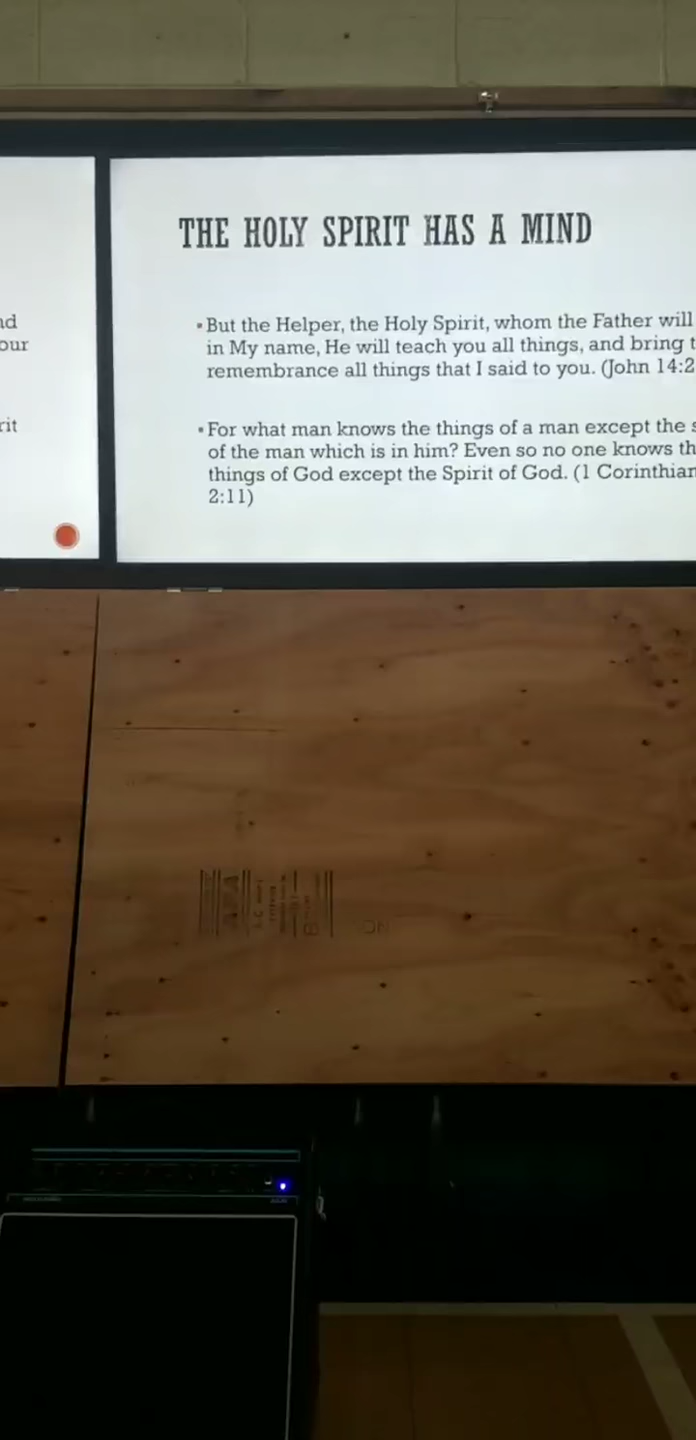 THE HOLY SPIRIT HAS A MIND
But the Helper, the Holy Spirit, whom the Father will
in My name, He will teach you all things, and bring t
remembrance all things that I said to you. (John 14:2
For what man knows the things of a man except the s
of the man which is in him? Even so no one knows th
things of God except the Spirit of God. (1 Corinthian
2:11)
nd
our
rit